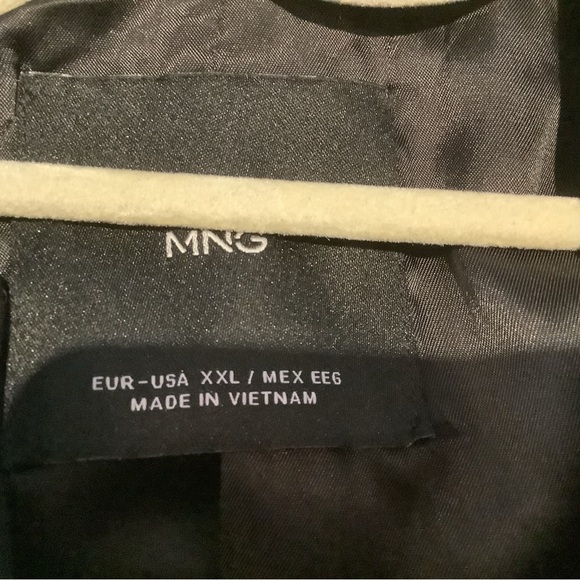 MNG
EUR-USA XXL / MEX EEG
MADE IN VIETNAM